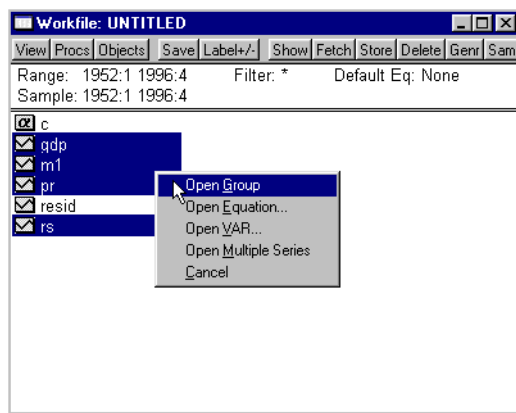 Workfile: UNTITLED
View Procs Objects Save Label+/- Show Fetch Store Delete Genr Sam
Range: 1952:1 1996:4 Filter: * Default Eq: None
Sample: 1952:1 1996:4
α c
gdp
m1
pr
resid
rs
Open Group
Open Equation...
Open VAR...
Open Multiple Series
Cancel